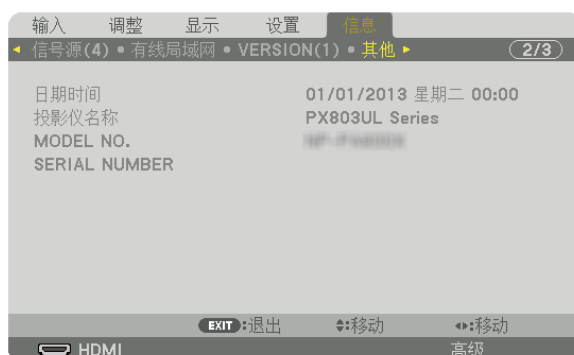 输入 调整 显示 设置 信息
信号源(4) 有线局域网 VERSION(1) 其他 2/3
日期时间 01/01/2013 星期二 00:00
投影仪名称 PX803UL Series
MODEL NO.
SERIAL NUMBER
EXIT:退出 :移动 :移动
HDMI 高级